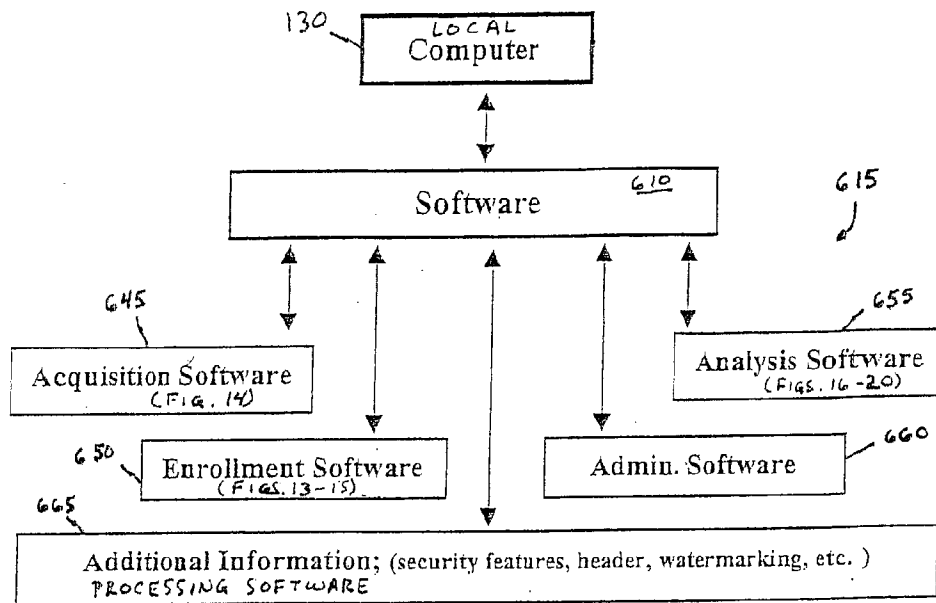 130
LOCAL
Computer
Software 610
615
645
655
Acquisition Software
(FIG. 14)
Analysis Software
(FIGS. 16-20)
650
Enrollment Software
(FIGS. 13-15)
Admin. Software
660
665
Additional Information; (security features, header, watermarking, etc. )
PROCESSING SOFTWARE